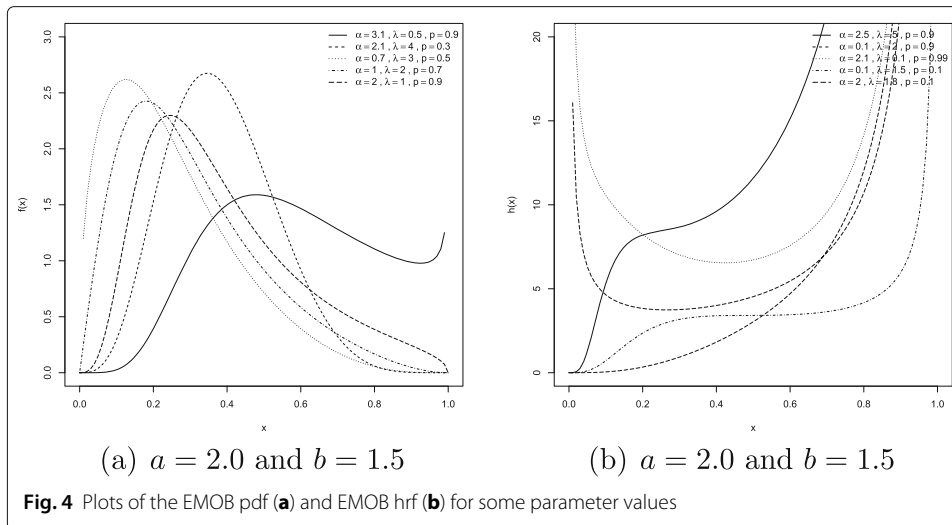 α=3.1 , λ=0.5 , p=0.9
α=2.1 , λ=4 , p=0.3
α=0.7 , λ=3 , p=0.5
α=1 , λ=2 , p=0.7
α=2 , λ=1 , p=0.9
3.0
2.5
2.0
1.5
1.0
0.5
0.0
f(x)
0.0 0.2 0.4 0.6 0.8 1.0
x
(a) a = 2.0 and b = 1.5
α=2.5 , λ=5 , p=0.9
α=0.1 , λ=2 , p=0.9
α=2.1 , λ=0.1 , p=0.99
α=0.1 , λ=1.5 , p=0.1
α=2 , λ=1.8 , p=0.1
20
15
10
5
0
h(x)
0.0 0.2 0.4 0.6 0.8 1.0
x
(b) a = 2.0 and b = 1.5
Fig. 4 Plots of the EMOB pdf (a) and EMOB hrf (b) for some parameter values